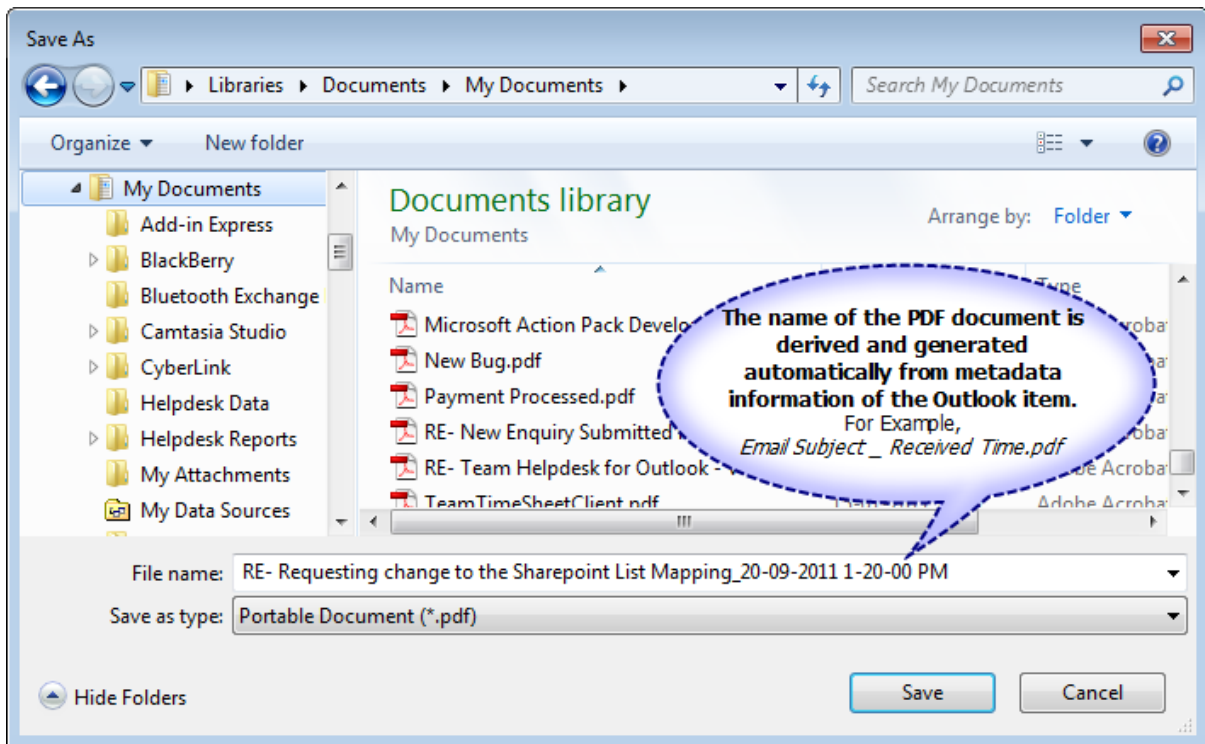 Save As
Libraries Documents My Documents
Search My Documents
Organize New folder
My Documents
Add-in Express
BlackBerry
Bluetooth Exchange
Camtasia Studio
CyberLink
Helpdesk Data
Helpdesk Reports
My Attachments
My Data Sources
Documents library
My Documents
Arrange by: Folder
Name Type
Microsoft Action Pack
New Bug.pdf
Payment Processed.pdf
RE- New Enquiry Submitted
RE- Team Helpdesk for Outlook -
TeamTimeSheetClient.pdf
Adobe
The name of the PDF document is
derived and generated
automatically from metadata
information of the Outlook item.
For Example,
Email Subject _ Received Time.pdf
File name: RE- Requesting change to the Sharepoint List Mapping_20-09-2011 1-20-00 PM
Save as type: Portable Document (*.pdf)
Hide Folders
Save Cancel